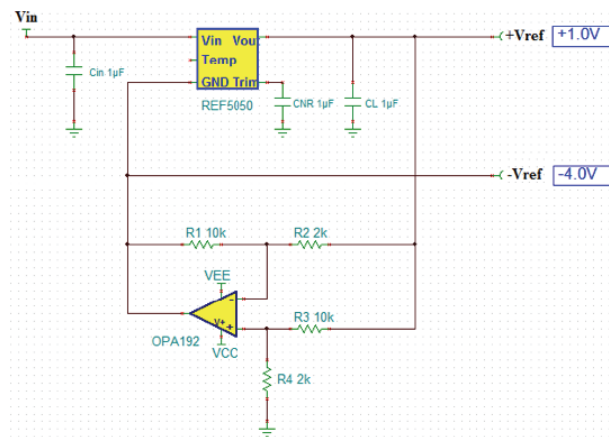 Vin
+Vref +1.0V
Vin Vout
Temp
GND Trim
Cin 1µF
REF5050
CNR 1µF
CL 1µF
-Vref -4.0V
R1 10k
R2 2k
VEE
-
V+
+
R3 10k
OPA192
VCC
R4 2k